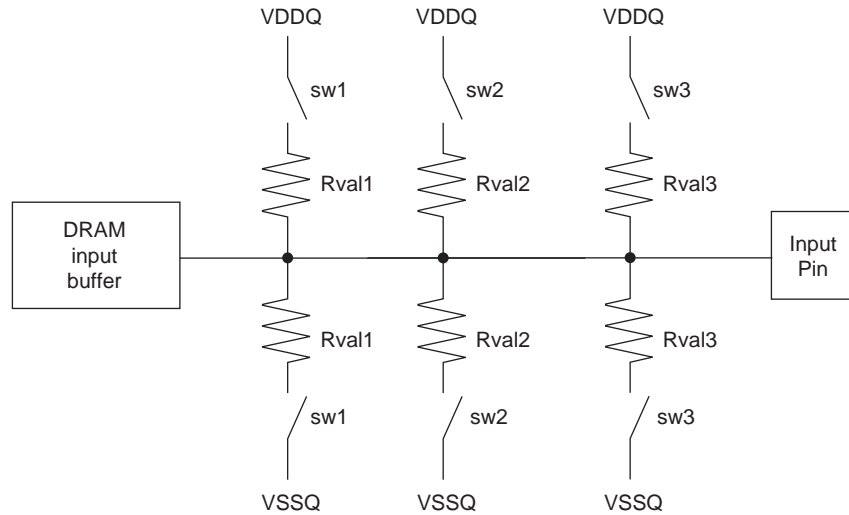 VDDQ
VDDQ
VDDQ
sw1
sw2
sw3
Rval1
Rval2
Rval3
DRAM
input
buffer
Input
Pin
Rval1
Rval2
Rval3
sw1
sw2
sw3
VSSQ
VSSQ
VSSQ